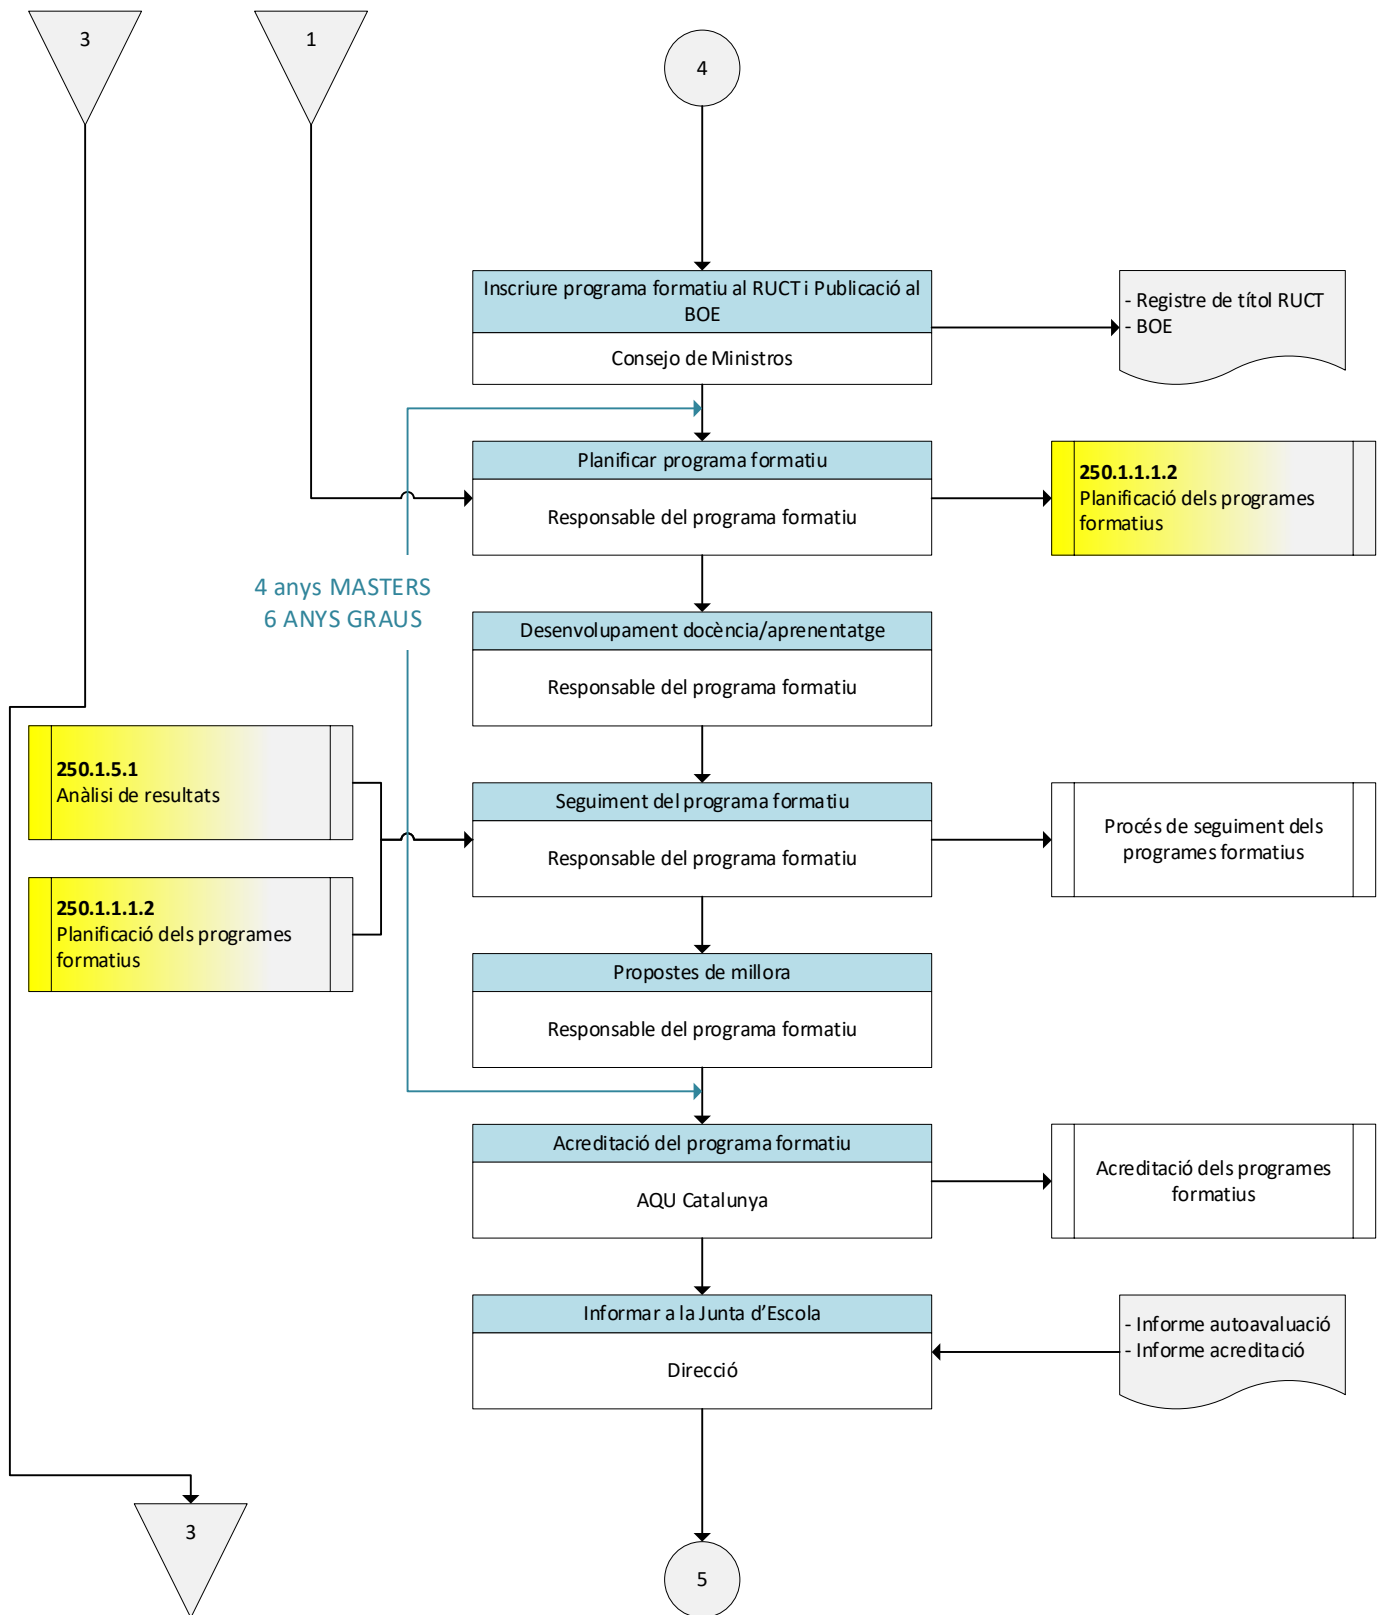 3
1
4
Inscriure programa formatiu al RUCT i Publicació al
BOE
Consejo de Ministros
- Registre de títol RUCT
- BOE
Planificar programa formatiu
Responsable del programa formatiu
250.1.1.1.2
Planificació dels programes
formatius
4 anys MASTERS
6 ANYS GRAUS
Desenvolupament docència/aprenentatge
Responsable del programa formatiu
250.1.5.1
Anàlisi de resultats
Seguiment del programa formatiu
Responsable del programa formatiu
Procés de seguiment dels
programes formatius
250.1.1.1.2
Planificació dels programes
formatius
Propostes de millora
Responsable del programa formatiu
Acreditació del programa formatiu
AQU Catalunya
Acreditació dels programes
formatius
Informar a la Junta d’Escola
Direcció
- Informe autoavaluació
- Informe acreditació
3
5